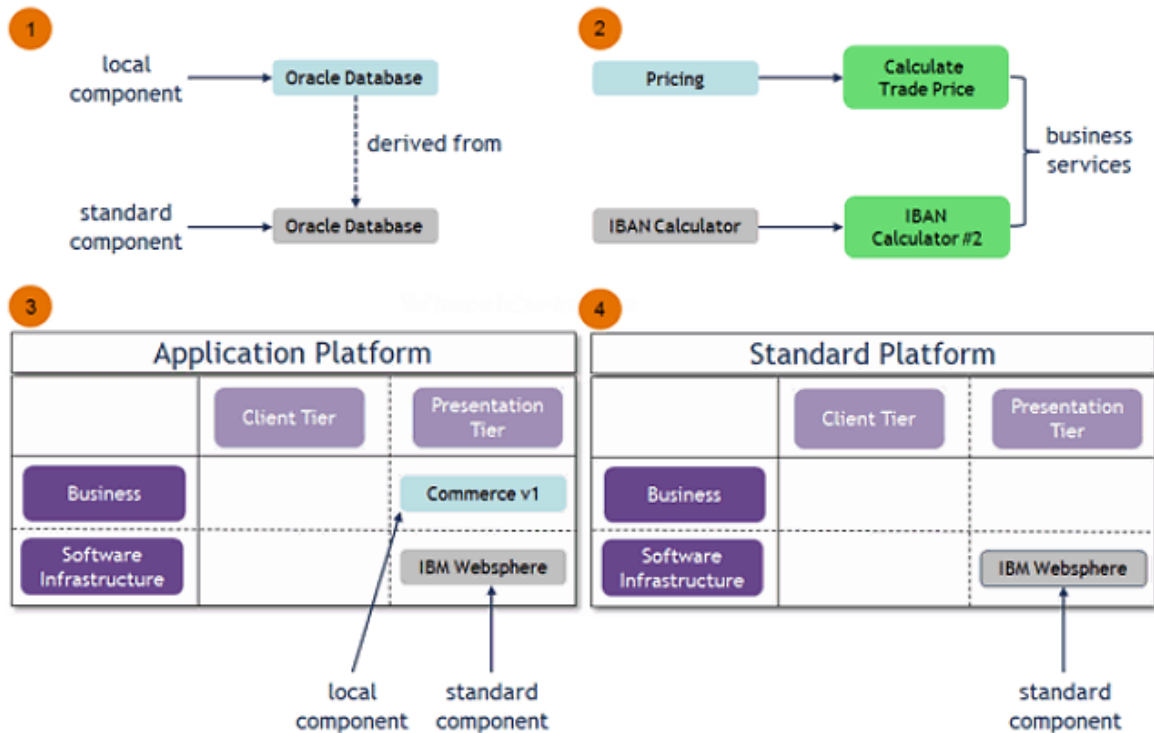 1
local
component
Oracle Database
derived from
standard
component
Oracle Database
2
Pricing
Calculate
Trade Price
business
services
IBAN Calculator
IBAN
Calculator #2
3
Application Platform
Client Tier
Presentation
Tier
Business
Commerce v1
Software
Infrastructure
IBM Websphere
local
component
standard
component
4
Standard Platform
Client Tier
Presentation
Tier
Business
Software
Infrastructure
IBM Websphere
standard
component